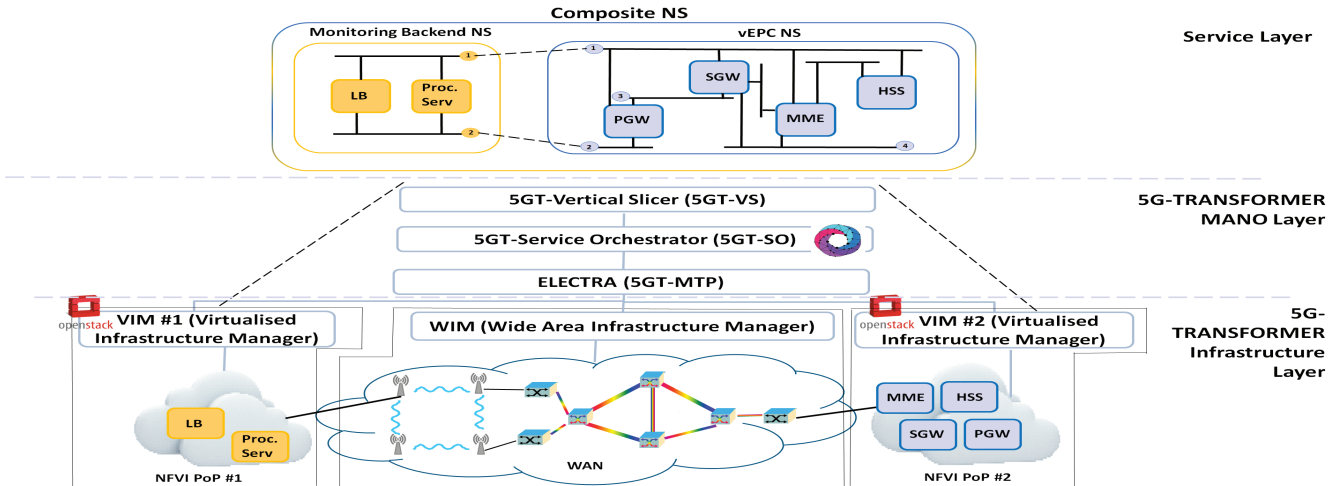 Composite NS
Service Layer
Monitoring Backend NS
vEPC NS
1
1
SGW
LB
Proc.
Serv
HSS
3
PGW
MME
2
2
4
5GT-Vertical Slicer (5GT-VS)
5G-TRANSFORMER
MANO Layer
5GT-Service Orchestrator (5GT-SO)
ELECTRA (5GT-MTP)
openstack
VIM #1 (Virtualised
Infrastructure Manager)
WIM (Wide Area Infrastructure Manager)
openstack
VIM #2 (Virtualised
Infrastructure Manager)
5G-
TRANSFORMER
Infrastructure
Layer
LB
Proc.
Serv
NFVI PoP #1
WAN
MME
HSS
SGW
PGW
NFVI PoP #2